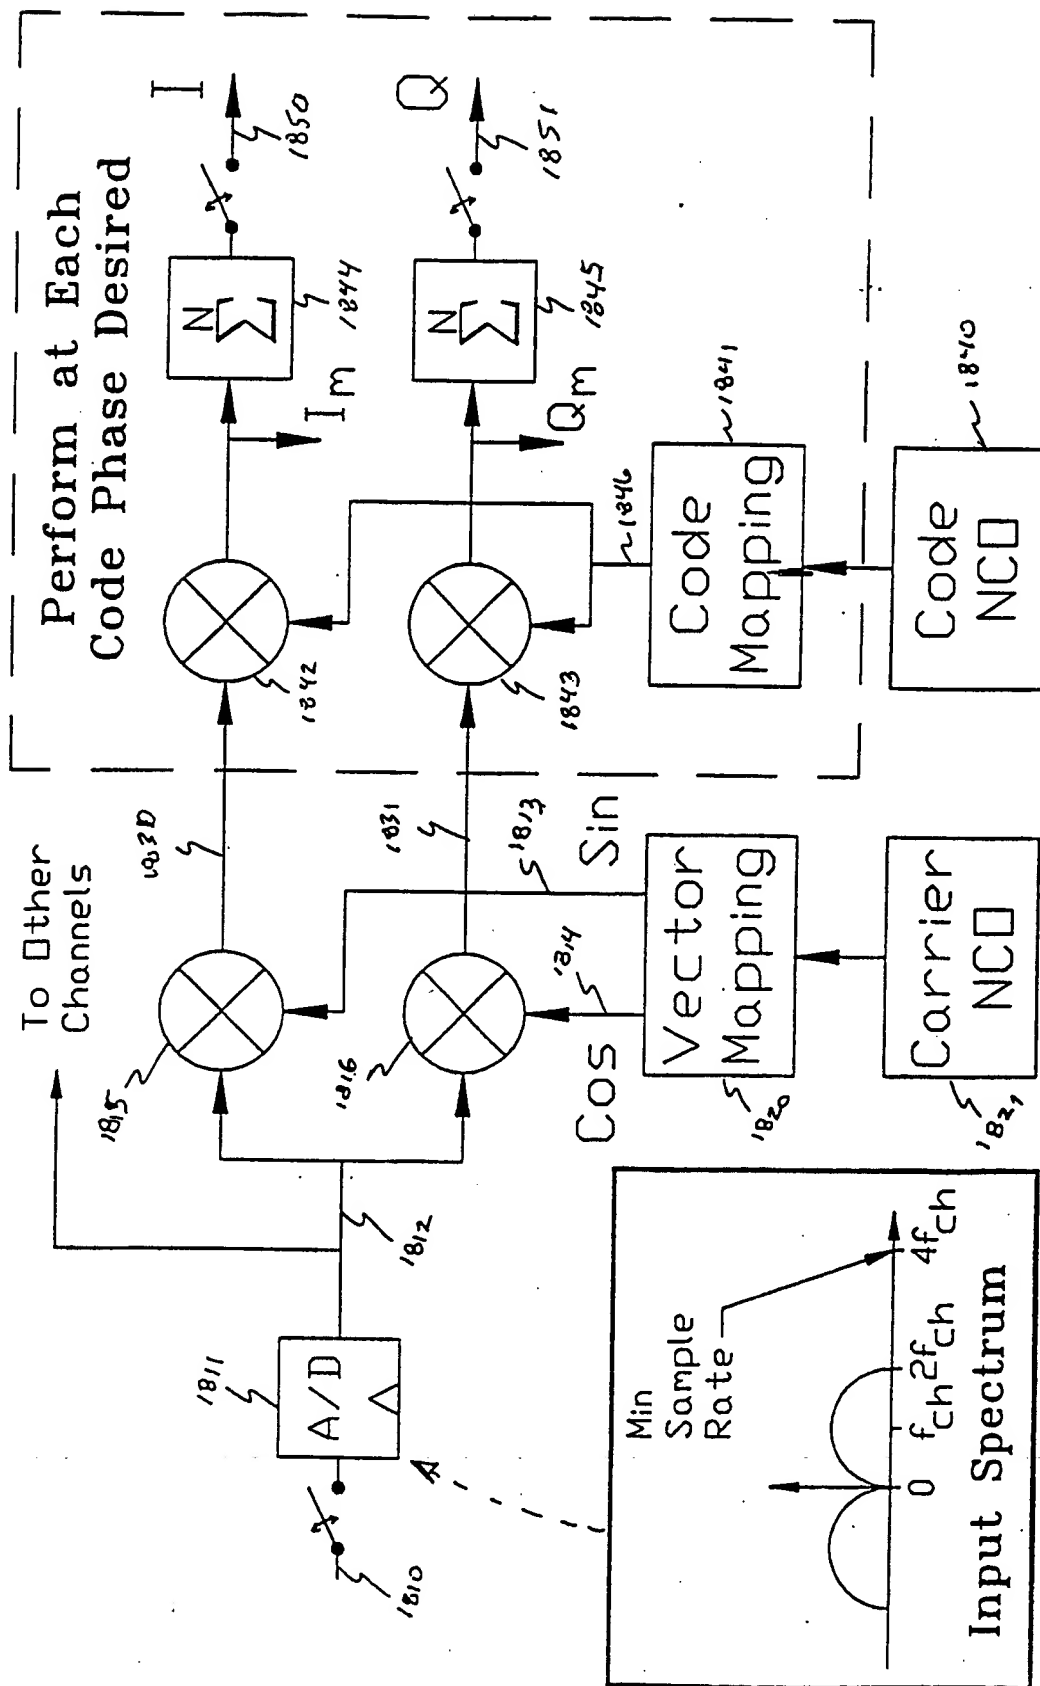 Perform at Each
Code Phase Desired
To Other
Channels
I
1850
N
Σ
1844
Im
1842
1830
1815
Q
1851
N
Σ
1845
Qm
1843
1831
1816
1812
1811
A/D
1810
1846
1841
Code
Mapping
1840
Code
NCO
Sin
1813
1814
Cos
Vector
Mapping
1820
Carrier
NCO
1821
Min
Sample
Rate
0
fch
2fch
4fch
Input Spectrum